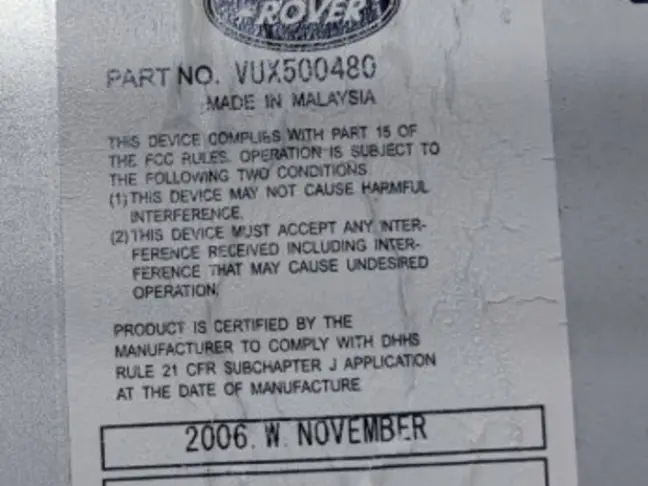 ROVER
PART NO. VUX500480
MADE IN MALAYSIA
THIS DEVICE COMPLIES WITH PART 15 OF
THE FCC RULES. OPERATION IS SUBJECT TO
THE FOLLOWING TWO CONDITIONS
(1) THIS DEVICE MAY NOT CAUSE HARMFUL
INTERFERENCE.
(2) THIS DEVICE MUST ACCEPT ANY INTER-
FERENCE RECEIVED INCLUDING INTER-
FERENCE THAT MAY CAUSE UNDESIRED
OPERATION.
PRODUCT IS CERTIFIED BY THE
MANUFACTURER TO COMPLY WITH DHHS
RULE 21 CFR SUBCHAPTER J APPLICATION
AT THE DATE OF MANUFACTURE
2006. W. NOVEMBER